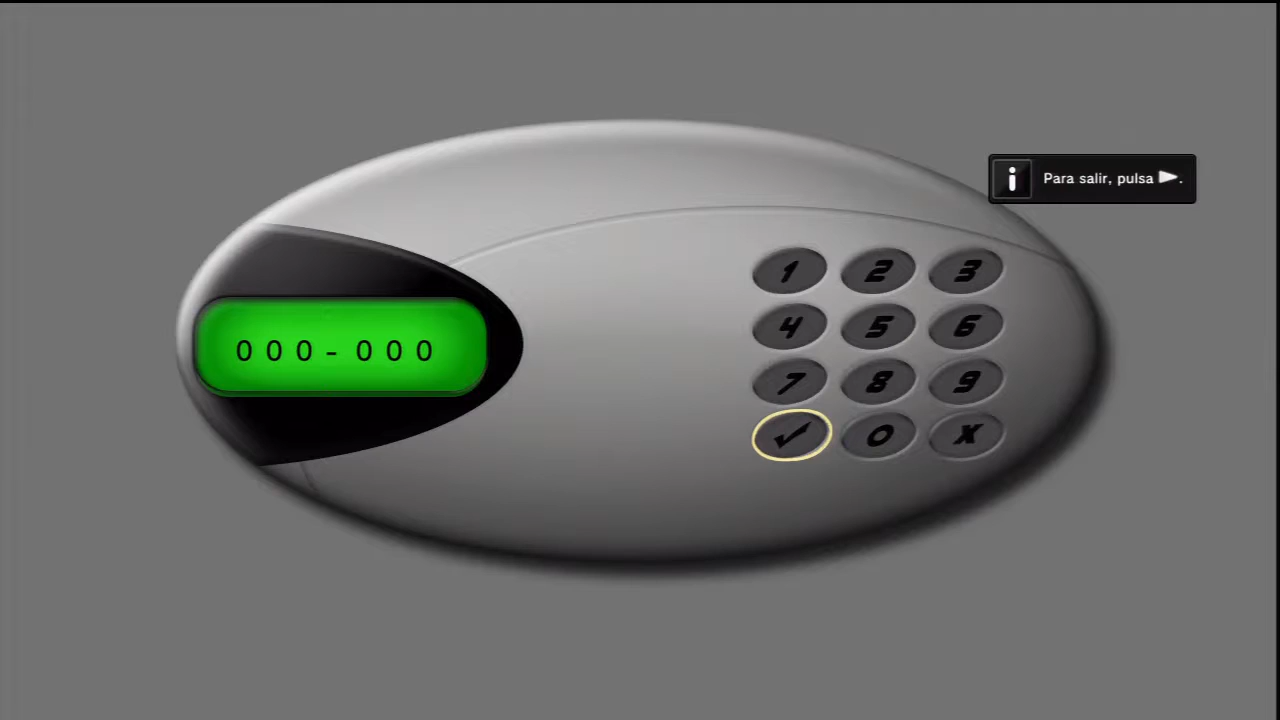 Para salir, pulsa ►.
1 2 3
4 5 6
000-000
7 8 9
✓ 0 X